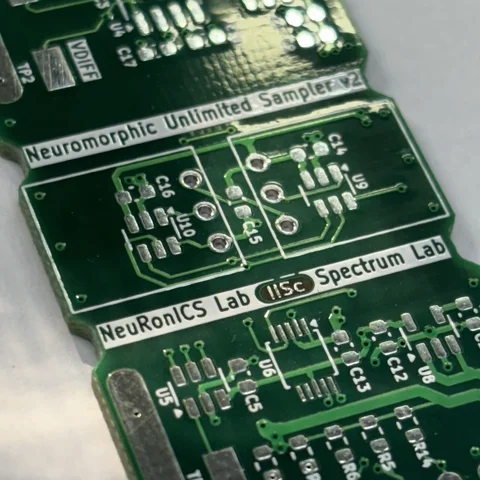 U4
C17
TP2
VDIFF
Neuromorphic Unlimited Sampler v2
C14
C16
U9
U10
NeuRonICS Lab IISc Spectrum Lab
U6
U5
C5
C13
C12
U8
R14
R5
R6